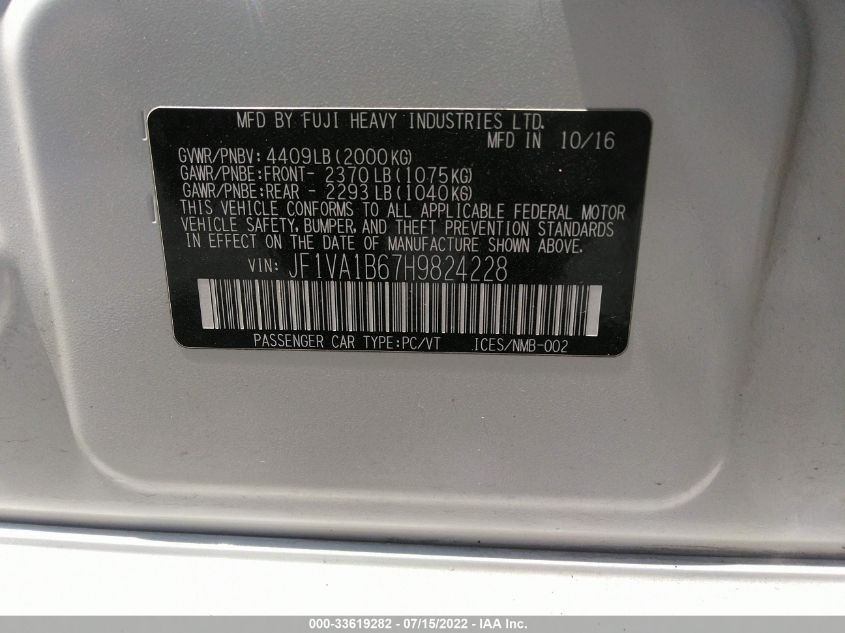 MFD BY FUJI HEAVY INDUSTRIES LTD.
MFD IN 10/16
GVWR/PNBV: 4409LB(2000KG)
GAWR/PNBE:FRONT- 2370LB(1075KG)
GAWR/PNBE:REAR - 2293LB(1040KG)
THIS VEHICLE CONFORMS TO ALL APPLICABLE FEDERAL MOTOR
VEHICLE SAFETY, BUMPER, AND THEFT PREVENTION STANDARDS
IN EFFECT ON THE DATE OF MANUFACTURE SHOWN ABOVE.
VIN: JF1VA1B67H9824228
PASSENGER CAR TYPE:PC/VT ICES/NMB-002
000-33619282 - 07/15/2022 - IAA Inc.